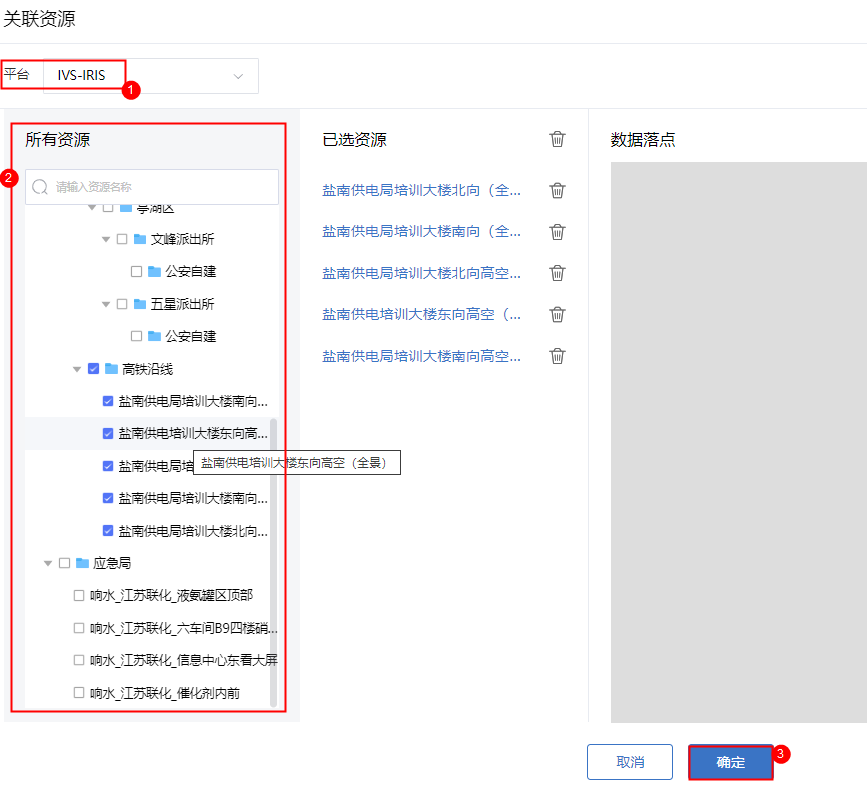 关联资源
平台 IVS-IRIS
1
2
所有资源
请输入资源名称
亭湖区
文峰派出所
公安自建
五星派出所
公安自建
高铁沿线
盐南供电局培训大楼南向...
盐南供电培训大楼东向高...
盐南供电局培
盐南供电培训大楼东向高空（全景）
盐南供电局培训大楼南向...
盐南供电局培训大楼北向...
应急局
响水_江苏联化_液氨罐区顶部
响水_江苏联化_六车间B9四楼硝...
响水_江苏联化_信息中心东看大屏
响水_江苏联化_催化剂内前
已选资源
盐南供电局培训大楼北向（全...
盐南供电局培训大楼南向（全...
盐南供电局培训大楼北向高空...
盐南供电培训大楼东向高空（...
盐南供电局培训大楼南向高空...
数据落点
取消
确定
3